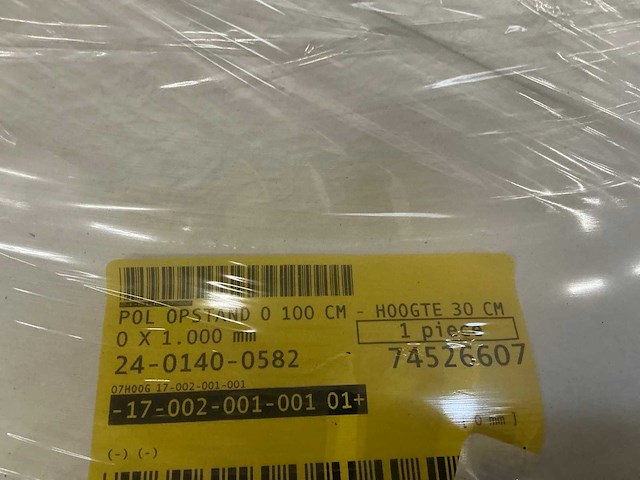 POL OPSTAND O 100 CM - HOOGTE 30 CM
0 X 1.000 mm
1 piece
24-0140-0582
74526607
07H00G 17-002-001-001
-17-002-001-001 01+
[ 0 mm ]
(-) (-)